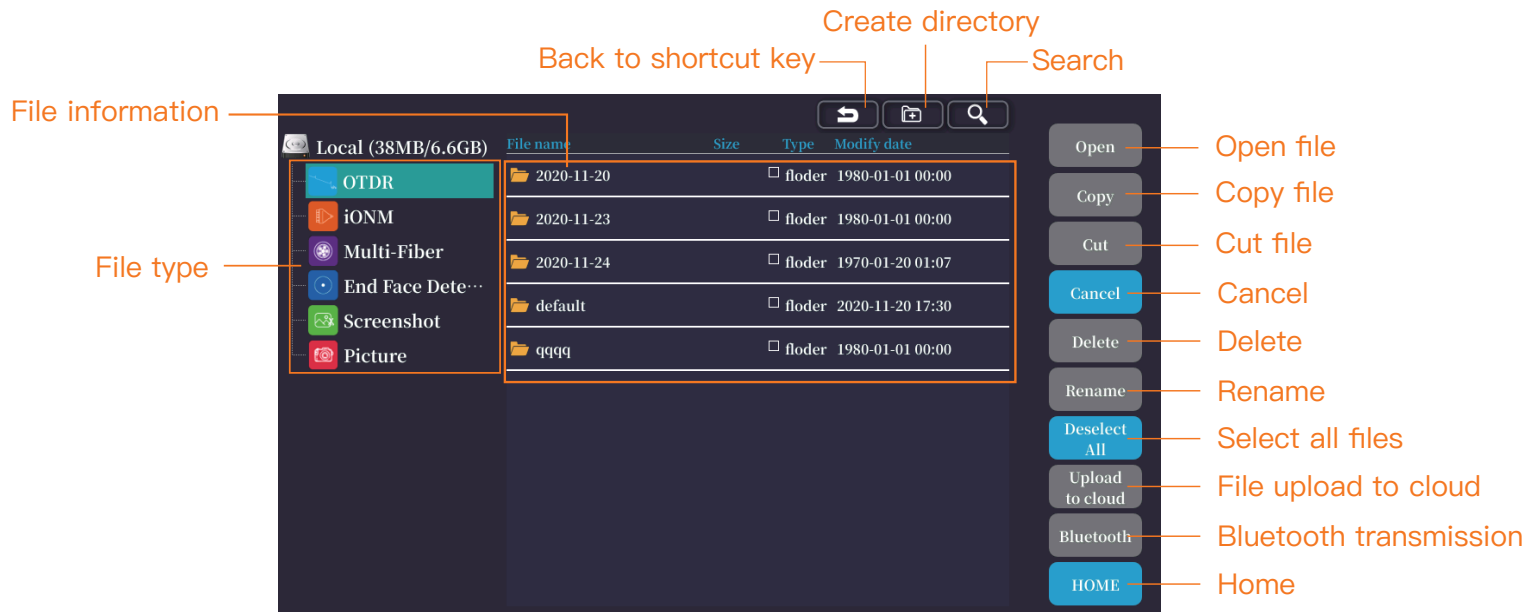 Create directory
Back to shortcut key
Search
File information
Local (38MB/6.6GB)
File name Size Type Modify date
OTDR
iONM
Multi-Fiber
End Face Dete···
Screenshot
Picture
File type
2020-11-20 floder 1980-01-01 00:00
2020-11-23 floder 1980-01-01 00:00
2020-11-24 floder 1970-01-20 01:07
default floder 2020-11-20 17:30
qqqq floder 1980-01-01 00:00
Open
Open file
Copy
Copy file
Cut
Cut file
Cancel
Cancel
Delete
Delete
Rename
Rename
Deselect
All
Select all files
Upload
to cloud
File upload to cloud
Bluetooth
Bluetooth transmission
HOME
Home